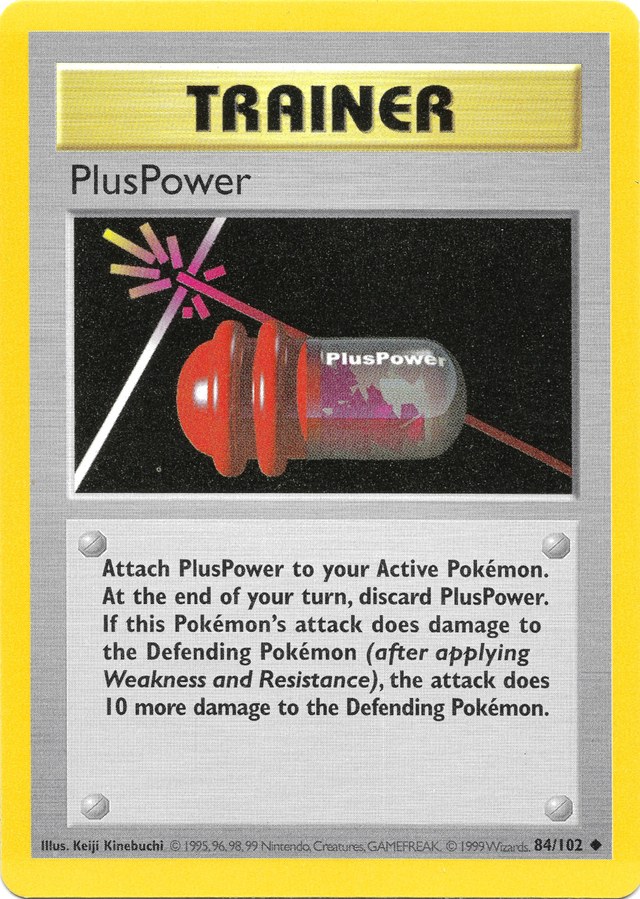 TRAINER
PlusPower
PlusPower
Attach PlusPower to your Active Pokémon.
At the end of your turn, discard PlusPower.
If this Pokémon's attack does damage to
the Defending Pokémon (after applying
Weakness and Resistance), the attack does
10 more damage to the Defending Pokémon.
Illus. Keiji Kinebuchi © 1995, 96, 98, 99 Nintendo, Creatures, GAMEFREAK. © 1999 Wizards. 84/102 ◆